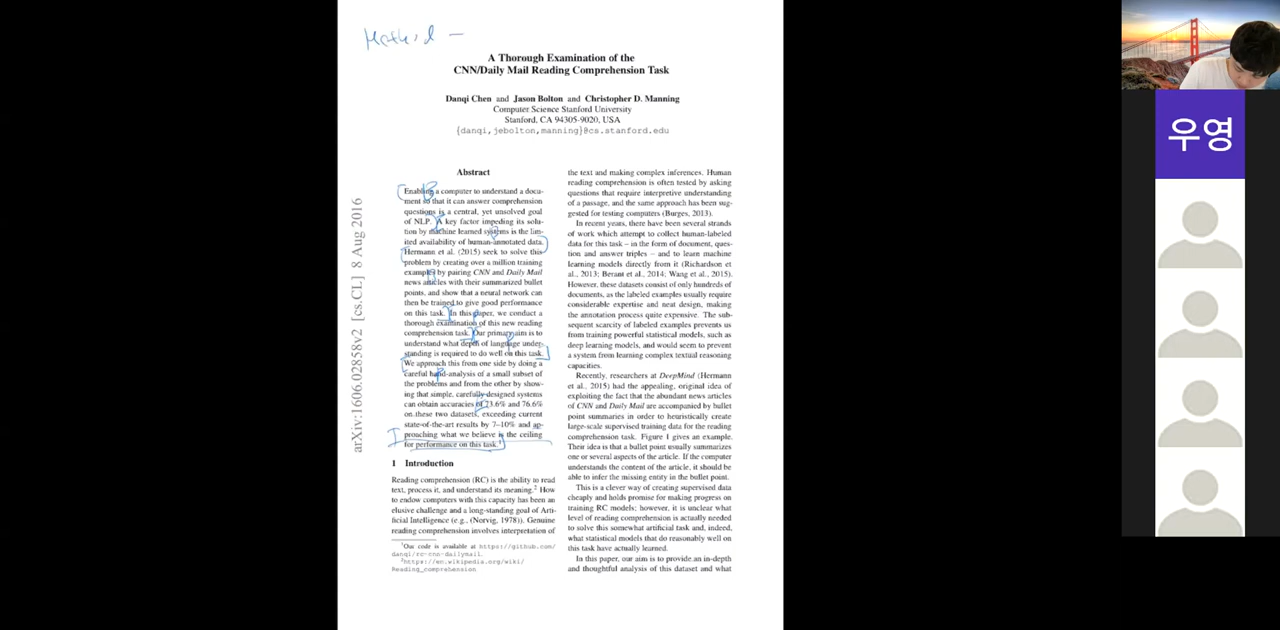 Method –
A Thorough Examination of the
CNN/Daily Mail Reading Comprehension Task
Danqi Chen and Jason Bolton and Christopher D. Manning
Computer Science Stanford University
Stanford, CA 94305-9020, USA
{danqi,jebolton,manning}@cs.stanford.edu
arXiv:1606.02858v2 [cs.CL] 8 Aug 2016
Abstract
Enabling a computer to understand a docu-
ment so that it can answer comprehension
questions is a central, yet unsolved goal
of NLP. A key factor impeding its solu-
tion by machine learned systems is the lim-
ited availability of human-annotated data.
Hermann et al. (2015) seek to solve this
problem by creating over a million training
examples by pairing CNN and Daily Mail
news articles with their summarized bullet
points, and show that a neural network can
then be trained to give good performance
on this task. In this paper, we conduct a
thorough examination of this new reading
comprehension task. Our primary aim is to
understand what depth of language under-
standing is required to do well on this task.
We approach this from one side by doing a
careful hand-analysis of a small subset of
the problems and from the other by show-
ing that simple, carefully designed systems
can obtain accuracies of 73.6% and 76.6%
on these two datasets, exceeding current
state-of-the-art results by 7–10% and ap-
proaching what we believe is the ceiling
for performance on this task.1
1 Introduction
Reading comprehension (RC) is the ability to read
text, process it, and understand its meaning.2 How
to endow computers with this capacity has been an
elusive challenge and a long-standing goal of Arti-
ficial Intelligence (e.g., (Norvig, 1978)). Genuine
reading comprehension involves interpretation of
1Our code is available at https://github.com/
danqi/rc-cnn-dailymail.
2https://en.wikipedia.org/wiki/
Reading_comprehension
the text and making complex inferences. Human
reading comprehension is often tested by asking
questions that require interpretive understanding
of a passage, and the same approach has been sug-
gested for testing computers (Burges, 2013).
In recent years, there have been several strands
of work which attempt to collect human-labeled
data for this task – in the form of document, ques-
tion and answer triples – and to learn machine
learning models directly from it (Richardson et
al., 2013; Berant et al., 2014; Wang et al., 2015).
However, these datasets consist of only hundreds of
documents, as the labeled examples usually require
considerable expertise and neat design, making
the annotation process quite expensive. The sub-
sequent scarcity of labeled examples prevents us
from training powerful statistical models, such as
deep learning models, and would seem to prevent
a system from learning complex textual reasoning
capacities.
Recently, researchers at DeepMind (Hermann
et al., 2015) had the appealing, original idea of
exploiting the fact that the abundant news articles
of CNN and Daily Mail are accompanied by bullet
point summaries in order to heuristically create
large-scale supervised training data for the reading
comprehension task. Figure 1 gives an example.
Their idea is that a bullet point usually summarizes
one or several aspects of the article. If the computer
understands the content of the article, it should be
able to infer the missing entity in the bullet point.
This is a clever way of creating supervised data
cheaply and holds promise for making progress on
training RC models; however, it is unclear what
level of reading comprehension is actually needed
to solve this somewhat artificial task and, indeed,
what statistical models that do reasonably well on
this task have actually learned.
In this paper, our aim is to provide an in-depth
and thoughtful analysis of this dataset and what
우영